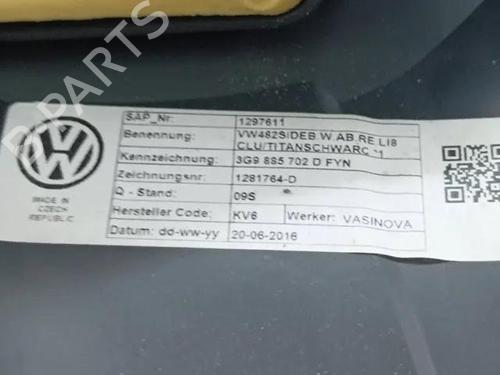 SAP_Nr: 1297611
Benennung: VW482SIDEB W AB RE LI8
CLU/TITANSCHWARC
Kennzeichnung: 3G9 885 702 D FYN
Zeichnungsnr: 1281764-D
Q - Stand: 09S
Hersteller Code: KV6 Werker: VASINOVA
Datum: dd-ww-yy 20-06-2016
MADE IN
CZECH
REPUBLIC
B-PARTS